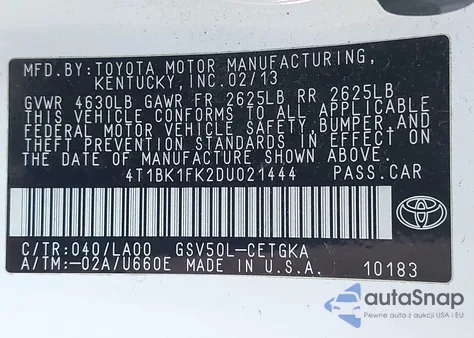 MFD.BY:TOYOTA MOTOR MANUFACTURING,
KENTUCKY, INC.02/13
GVWR 4630LB GAWR FR 2625LB RR 2625LB
THIS VEHICLE CONFORMS TO ALL APPLICABLE
FEDERAL MOTOR VEHICLE SAFETY,BUMPER,AND
THEFT PREVENTION STANDARDS IN EFFECT ON
THE DATE OF MANUFACTURE SHOWN ABOVE.
4T1BK1FK2DU021444 PASS.CAR
C/TR:040/LA00 GSV50L-CETGKA
A/TM:-02A/U660E MADE IN U.S.A. 10183
autoSnap
Pewne auta z aukcji USA i EU